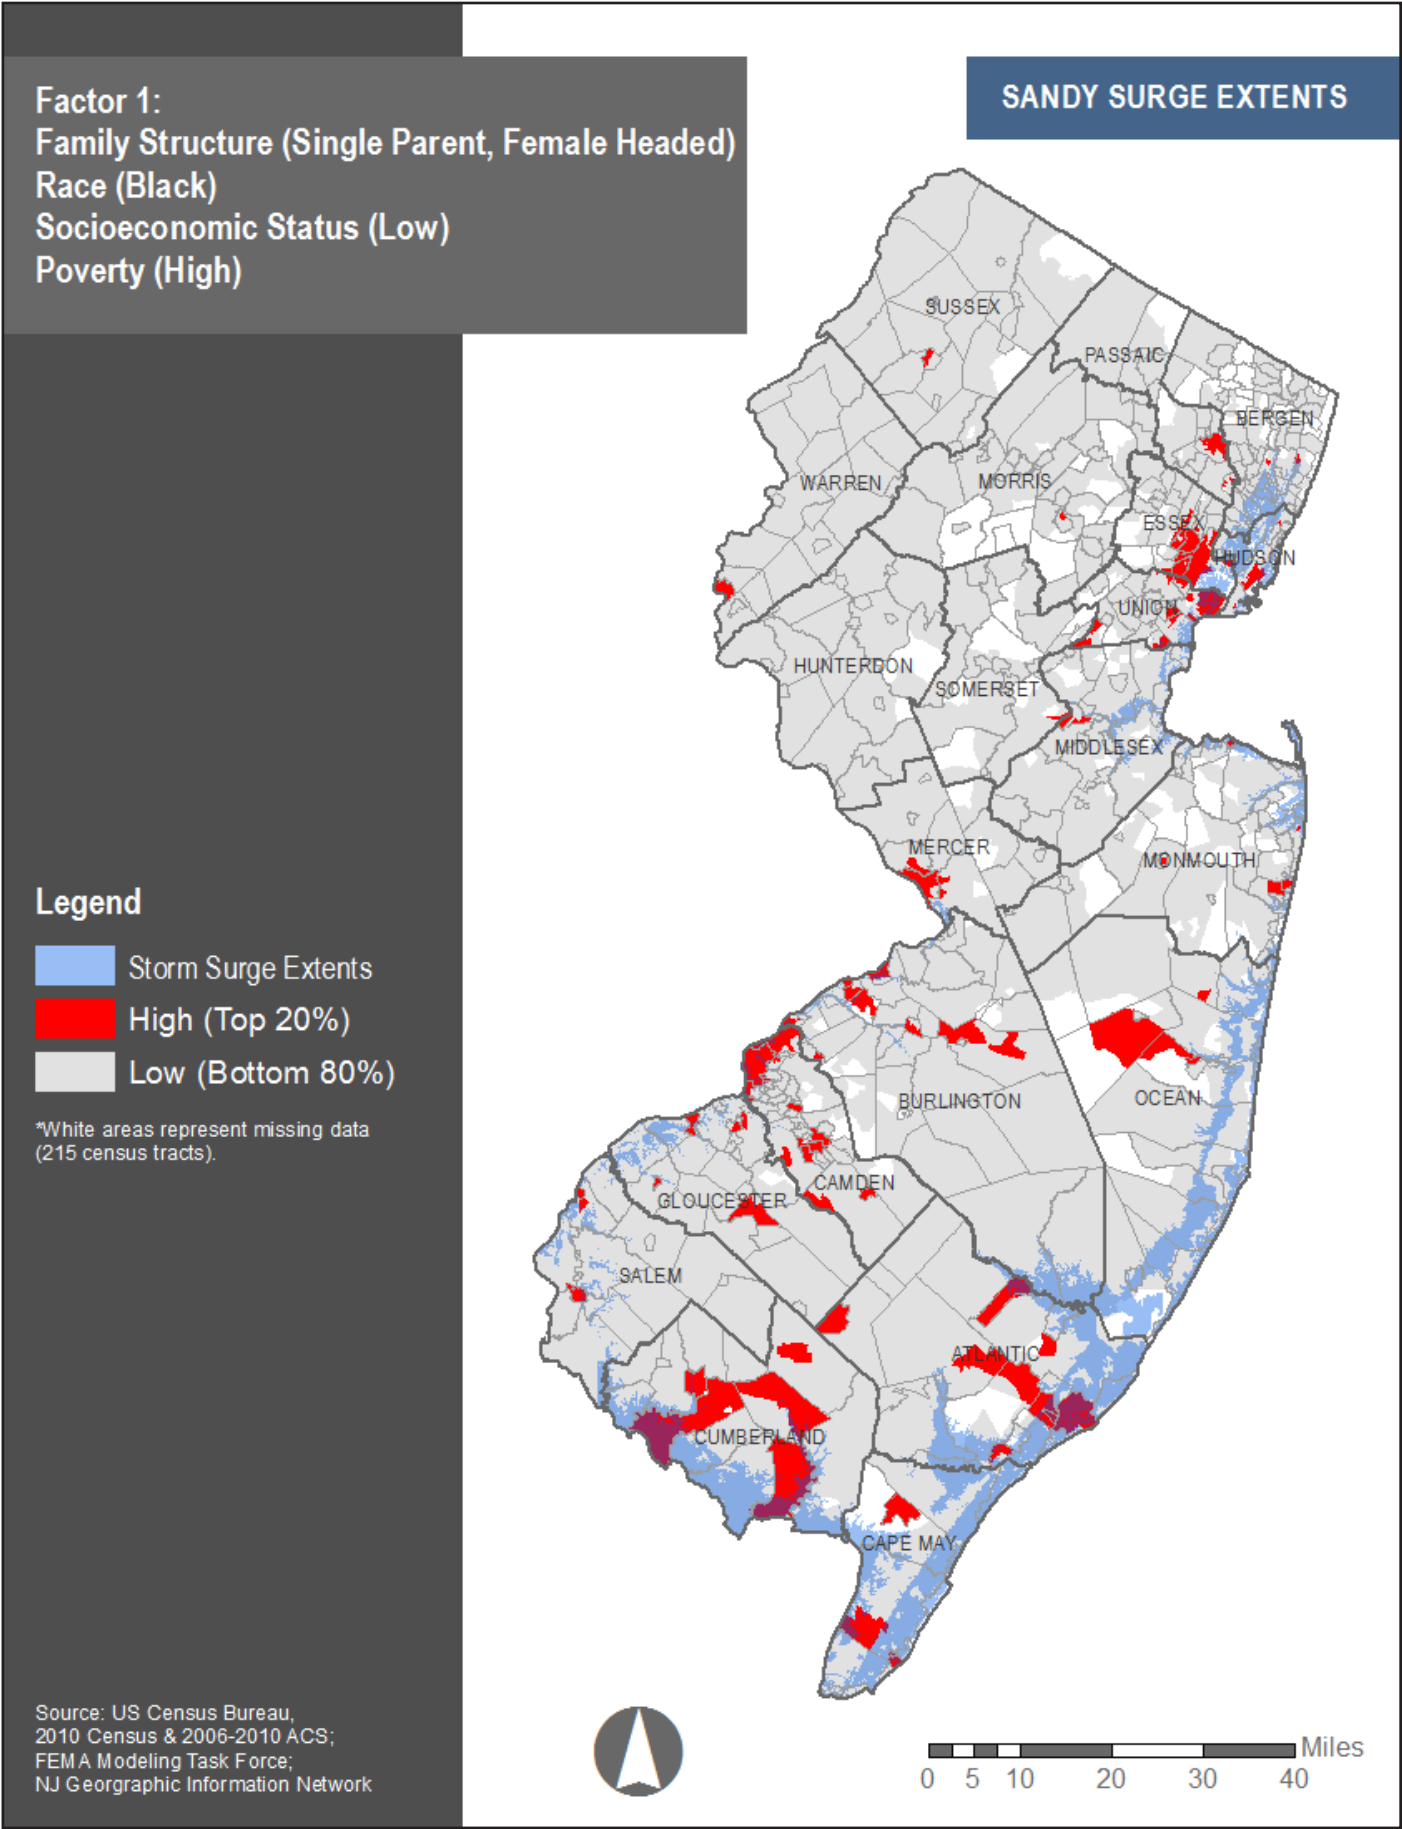 Factor 1:
Family Structure (Single Parent, Female Headed)
Race (Black)
Socioeconomic Status (Low)
Poverty (High)
SANDY SURGE EXTENTS
SUSSEX
PASSAIC
BERGEN
WARREN
MORRIS
ESSEX
HUDSON
UNION
HUNTERDON
SOMERSET
MIDDLESEX
MERCER
MONMOUTH
BURLINGTON
OCEAN
CAMDEN
GLOUCESTER
SALEM
ATLANTIC
CUMBERLAND
CAPE MAY
Legend
Storm Surge Extents
High (Top 20%)
Low (Bottom 80%)
*White areas represent missing data
(215 census tracts).
Source: US Census Bureau,
2010 Census & 2006-2010 ACS;
FEMA Modeling Task Force;
NJ Georgraphic Information Network
Miles
0 5 10 20 30 40